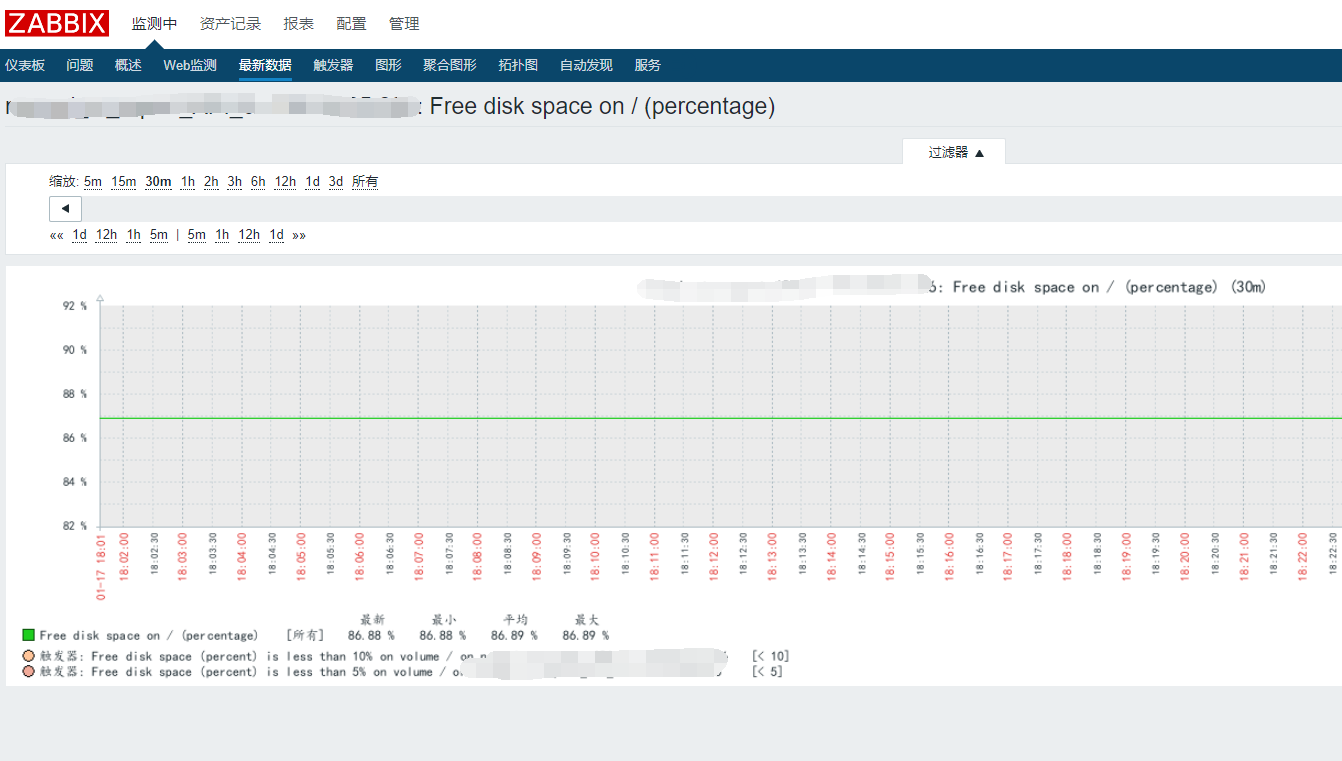 ZABBIX 监测中 资产记录 报表 配置 管理
仪表板 问题 概述 Web监测 最新数据 触发器 图形 聚合图形 拓扑图 自动发现 服务
: Free disk space on / (percentage)
过滤器 ▲
缩放: 5m 15m 30m 1h 2h 3h 6h 12h 1d 3d 所有
◄
«« 1d 12h 1h 5m | 5m 1h 12h 1d »»
6: Free disk space on / (percentage) (30m)
92 %
90 %
88 %
86 %
84 %
82 %
01-17 18:01 18:02:00 18:02:30 18:03:00 18:03:30 18:04:00 18:04:30 18:05:00 18:05:30 18:06:00 18:06:30 18:07:00 18:07:30 18:08:00 18:08:30 18:09:00 18:09:30 18:10:00 18:10:30 18:11:00 18:11:30 18:12:00 18:12:30 18:13:00 18:13:30 18:14:00 18:14:30 18:15:00 18:15:30 18:16:00 18:16:30 18:17:00 18:17:30 18:18:00 18:18:30 18:19:00 18:19:30 18:20:00 18:20:30 18:21:00 18:21:30 18:22:00 18:22:30
最新 最小 平均 最大
Free disk space on / (percentage) [所有] 86.88 % 86.88 % 86.89 % 86.89 %
触发器: Free disk space (percent) is less than 10% on volume / on [< 10]
触发器: Free disk space (percent) is less than 5% on volume / [< 5]